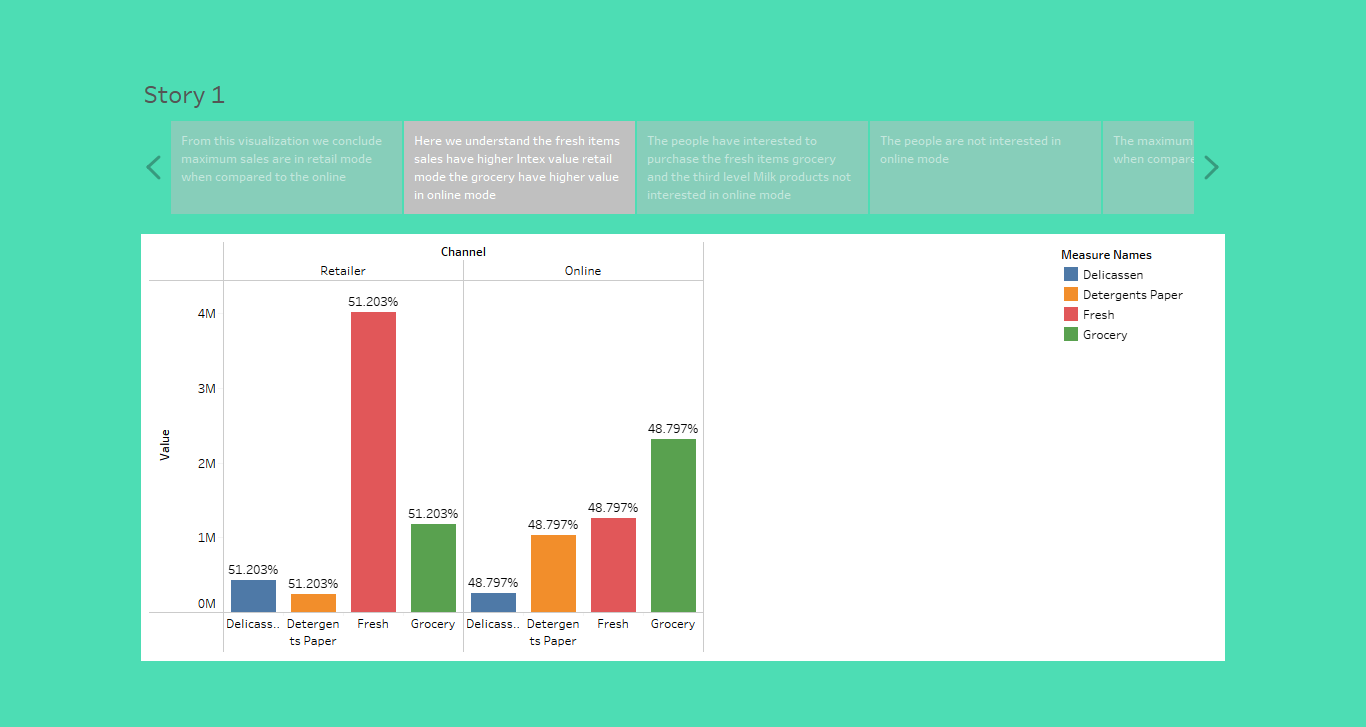 Story 1
From this visualization we conclude
maximum sales are in retail mode
when compared to the online
Here we understand the fresh items
sales have higher Intex value retail
mode the grocery have higher value
in online mode
The people have interested to
purchase the fresh items grocery
and the third level Milk products not
interested in online mode
The people are not interested in
online mode
The maximum
when compare
Channel
Retailer
Online
Value
4M
3M
2M
1M
0M
51.203%
51.203%
51.203%
51.203%
48.797%
48.797%
48.797%
48.797%
Delicass..
Detergen
ts Paper
Fresh
Grocery
Delicass..
Detergen
ts Paper
Fresh
Grocery
Measure Names
Delicassen
Detergents Paper
Fresh
Grocery